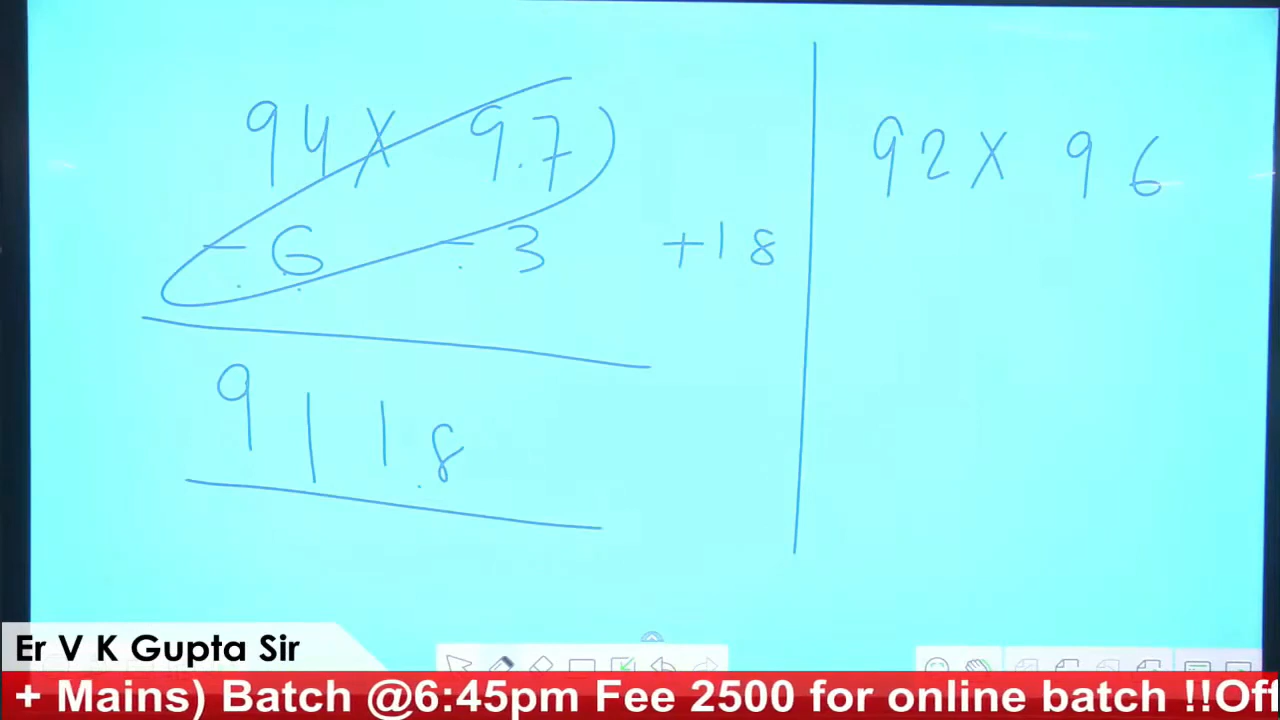 94 X 97
- 6 - 3 +18
9118
92 X 96
Er V K Gupta Sir
+ Mains) Batch @6:45pm Fee 2500 for online batch !!Off